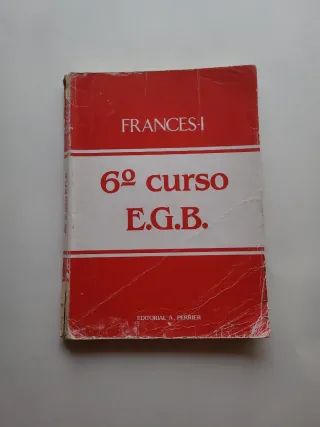 FRANCES-I
6º curso
E.G.B.
EDITORIAL A. PERRIER